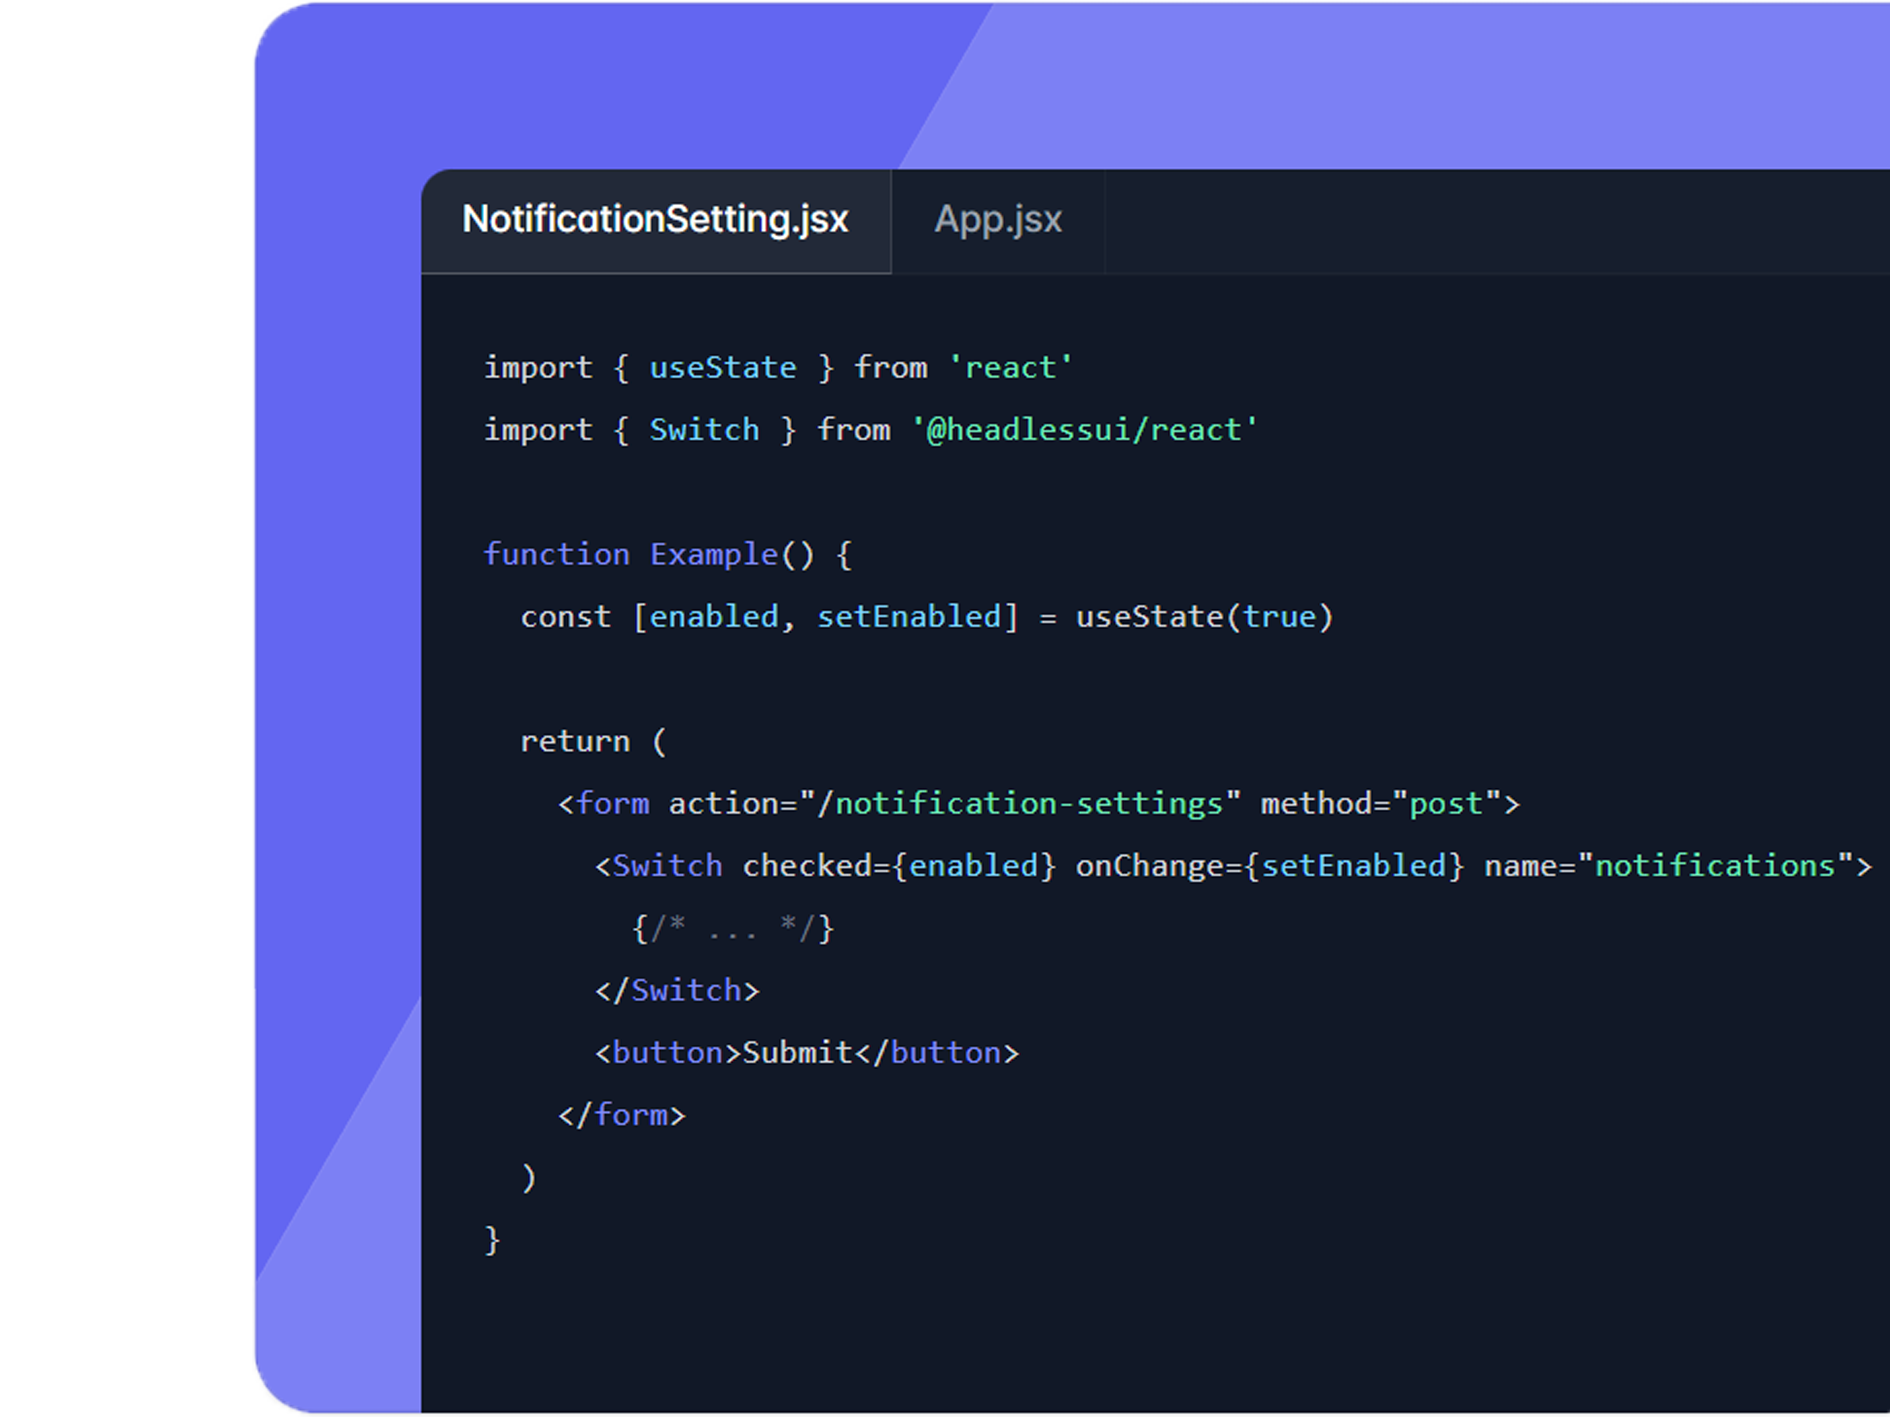 NotificationSetting.jsx App.jsx
import { useState } from 'react'
import { Switch } from '@headlessui/react'
function Example() {
  const [enabled, setEnabled] = useState(true)
  return (
    <form action="/notification-settings" method="post">
      <Switch checked={enabled} onChange={setEnabled} name="notifications">
        {/* ... */}
      </Switch>
      <button>Submit</button>
    </form>
  )
}